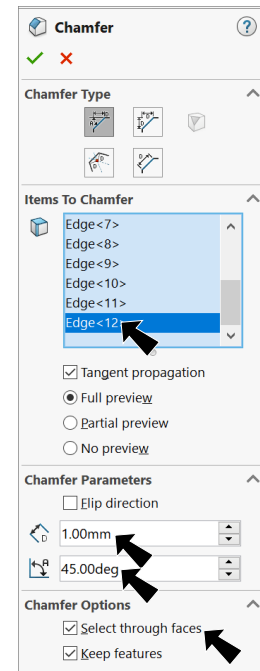 Chamfer
Chamfer Type
Items To Chamfer
Edge<7>
Edge<8>
Edge<9>
Edge<10>
Edge<11>
Edge<12>
Tangent propagation
Full preview
Partial preview
No preview
Chamfer Parameters
Flip direction
1.00mm
45.00deg
Chamfer Options
Select through faces
Keep features